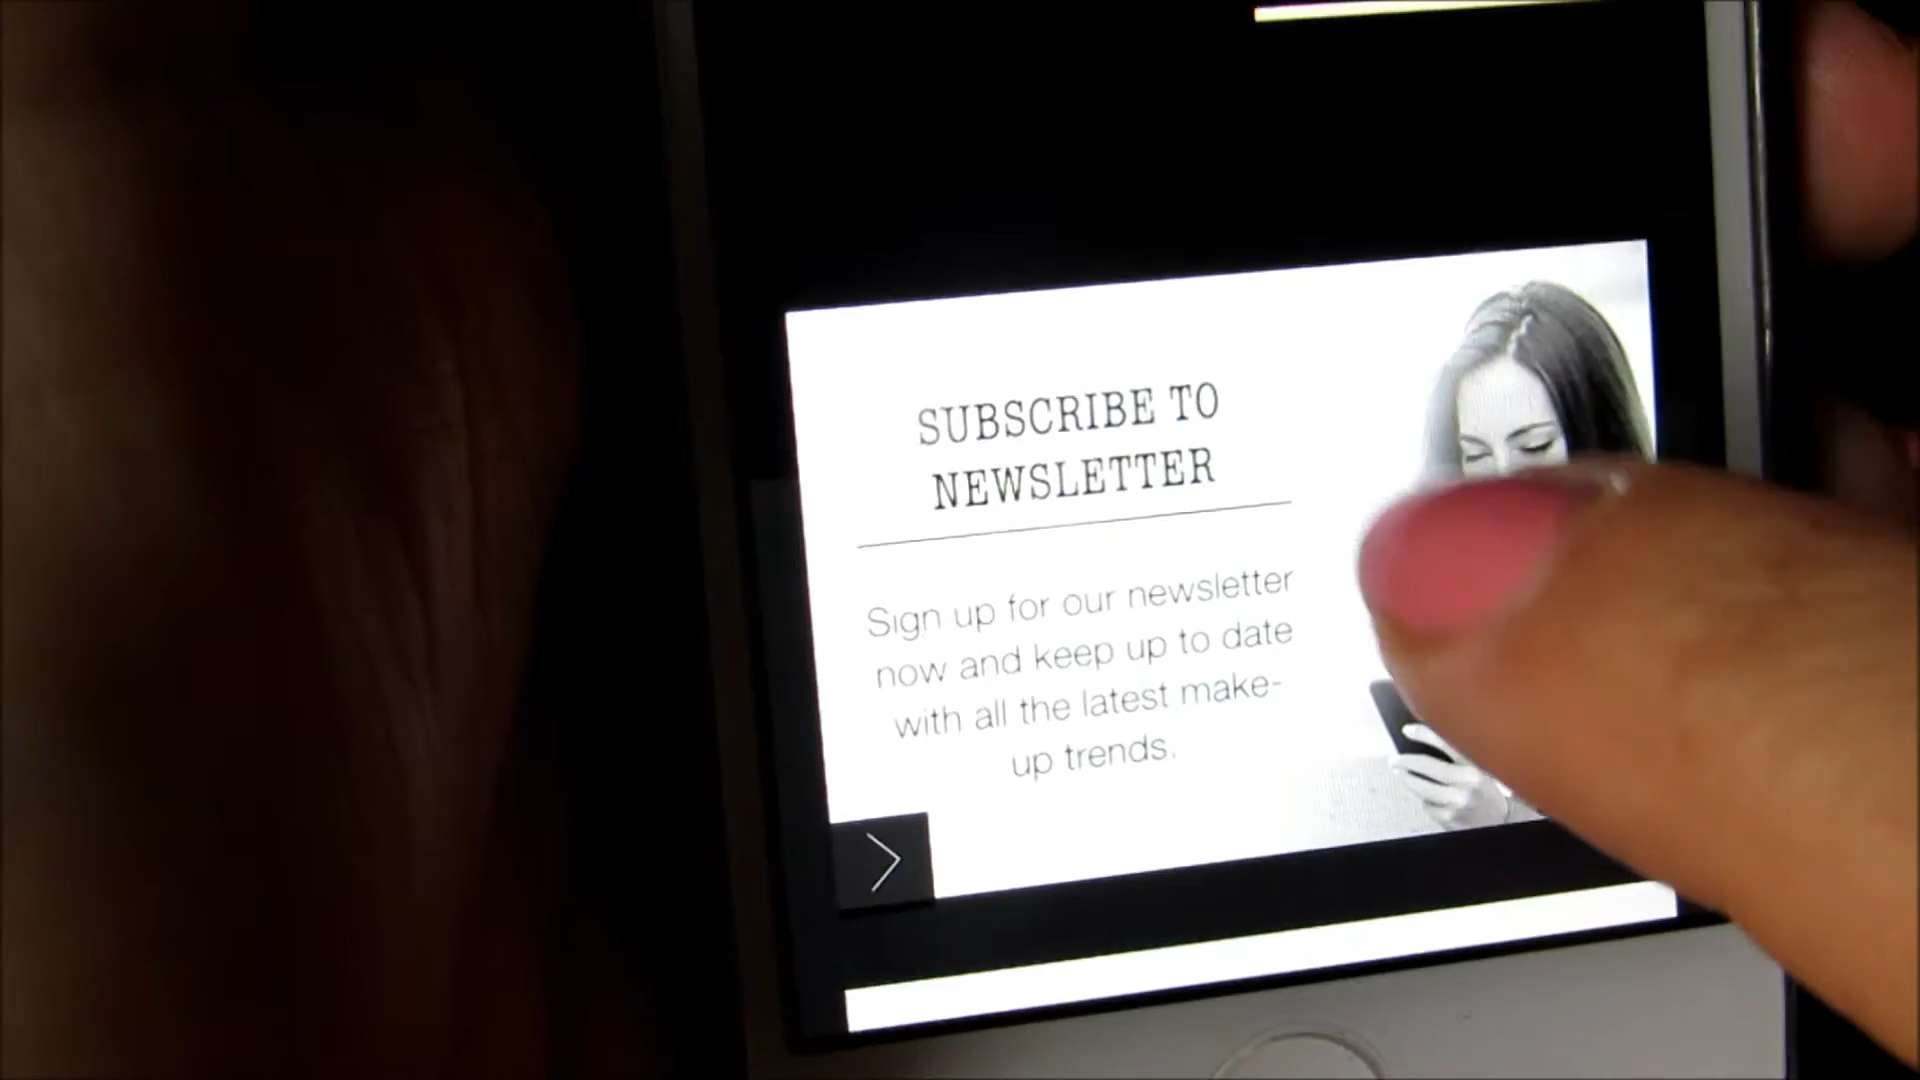 SUBSCRIBE TO
NEWSLETTER
Sign up for our newsletter
now and keep up to date
with all the latest make-
up trends.